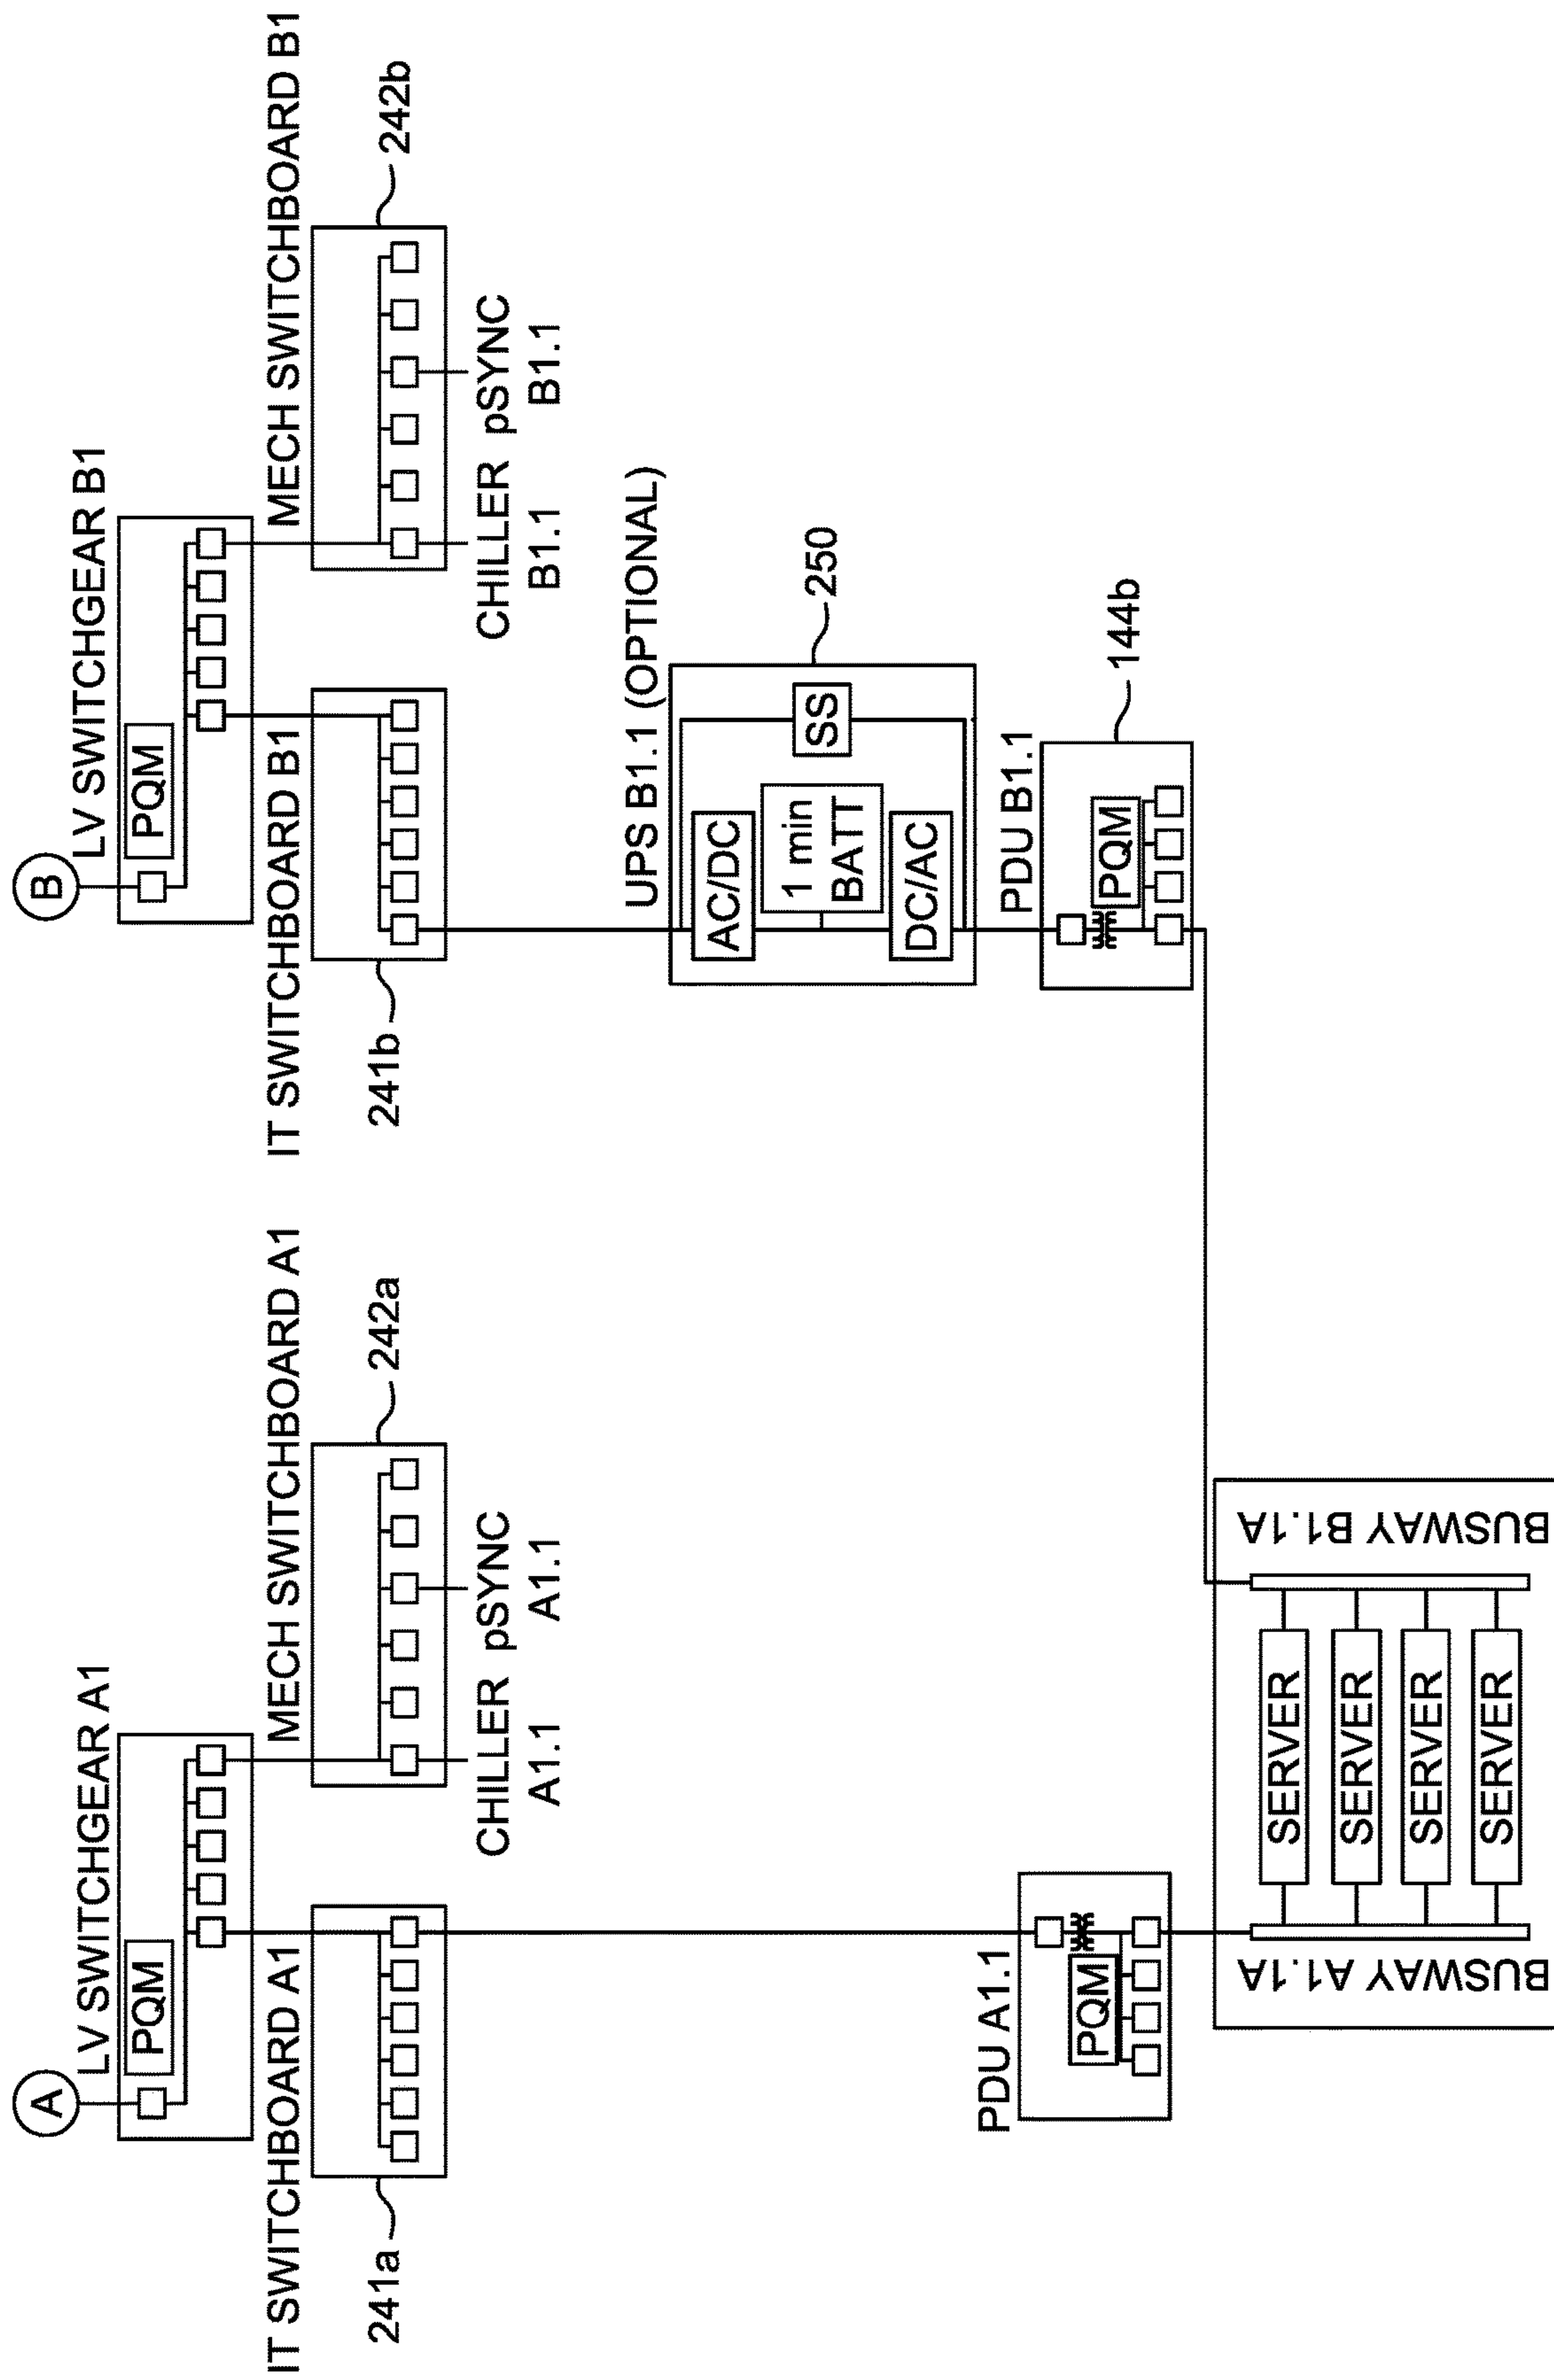 A
LV SWITCHGEAR A1
PQM
B
LV SWITCHGEAR B1
PQM
IT SWITCHBOARD A1
MECH SWITCHBOARD A1
IT SWITCHBOARD B1
MECH SWITCHBOARD B1
241a
242a
241b
242b
CHILLER
A1.1
pSYNC
A1.1
CHILLER
B1.1
pSYNC
B1.1
UPS B1.1 (OPTIONAL)
AC/DC
1 min
BATT
SS
DC/AC
250
PDU A1.1
PQM
PDU B1.1
PQM
144b
BUSWAY A1.1A
SERVER
SERVER
SERVER
SERVER
BUSWAY B1.1A